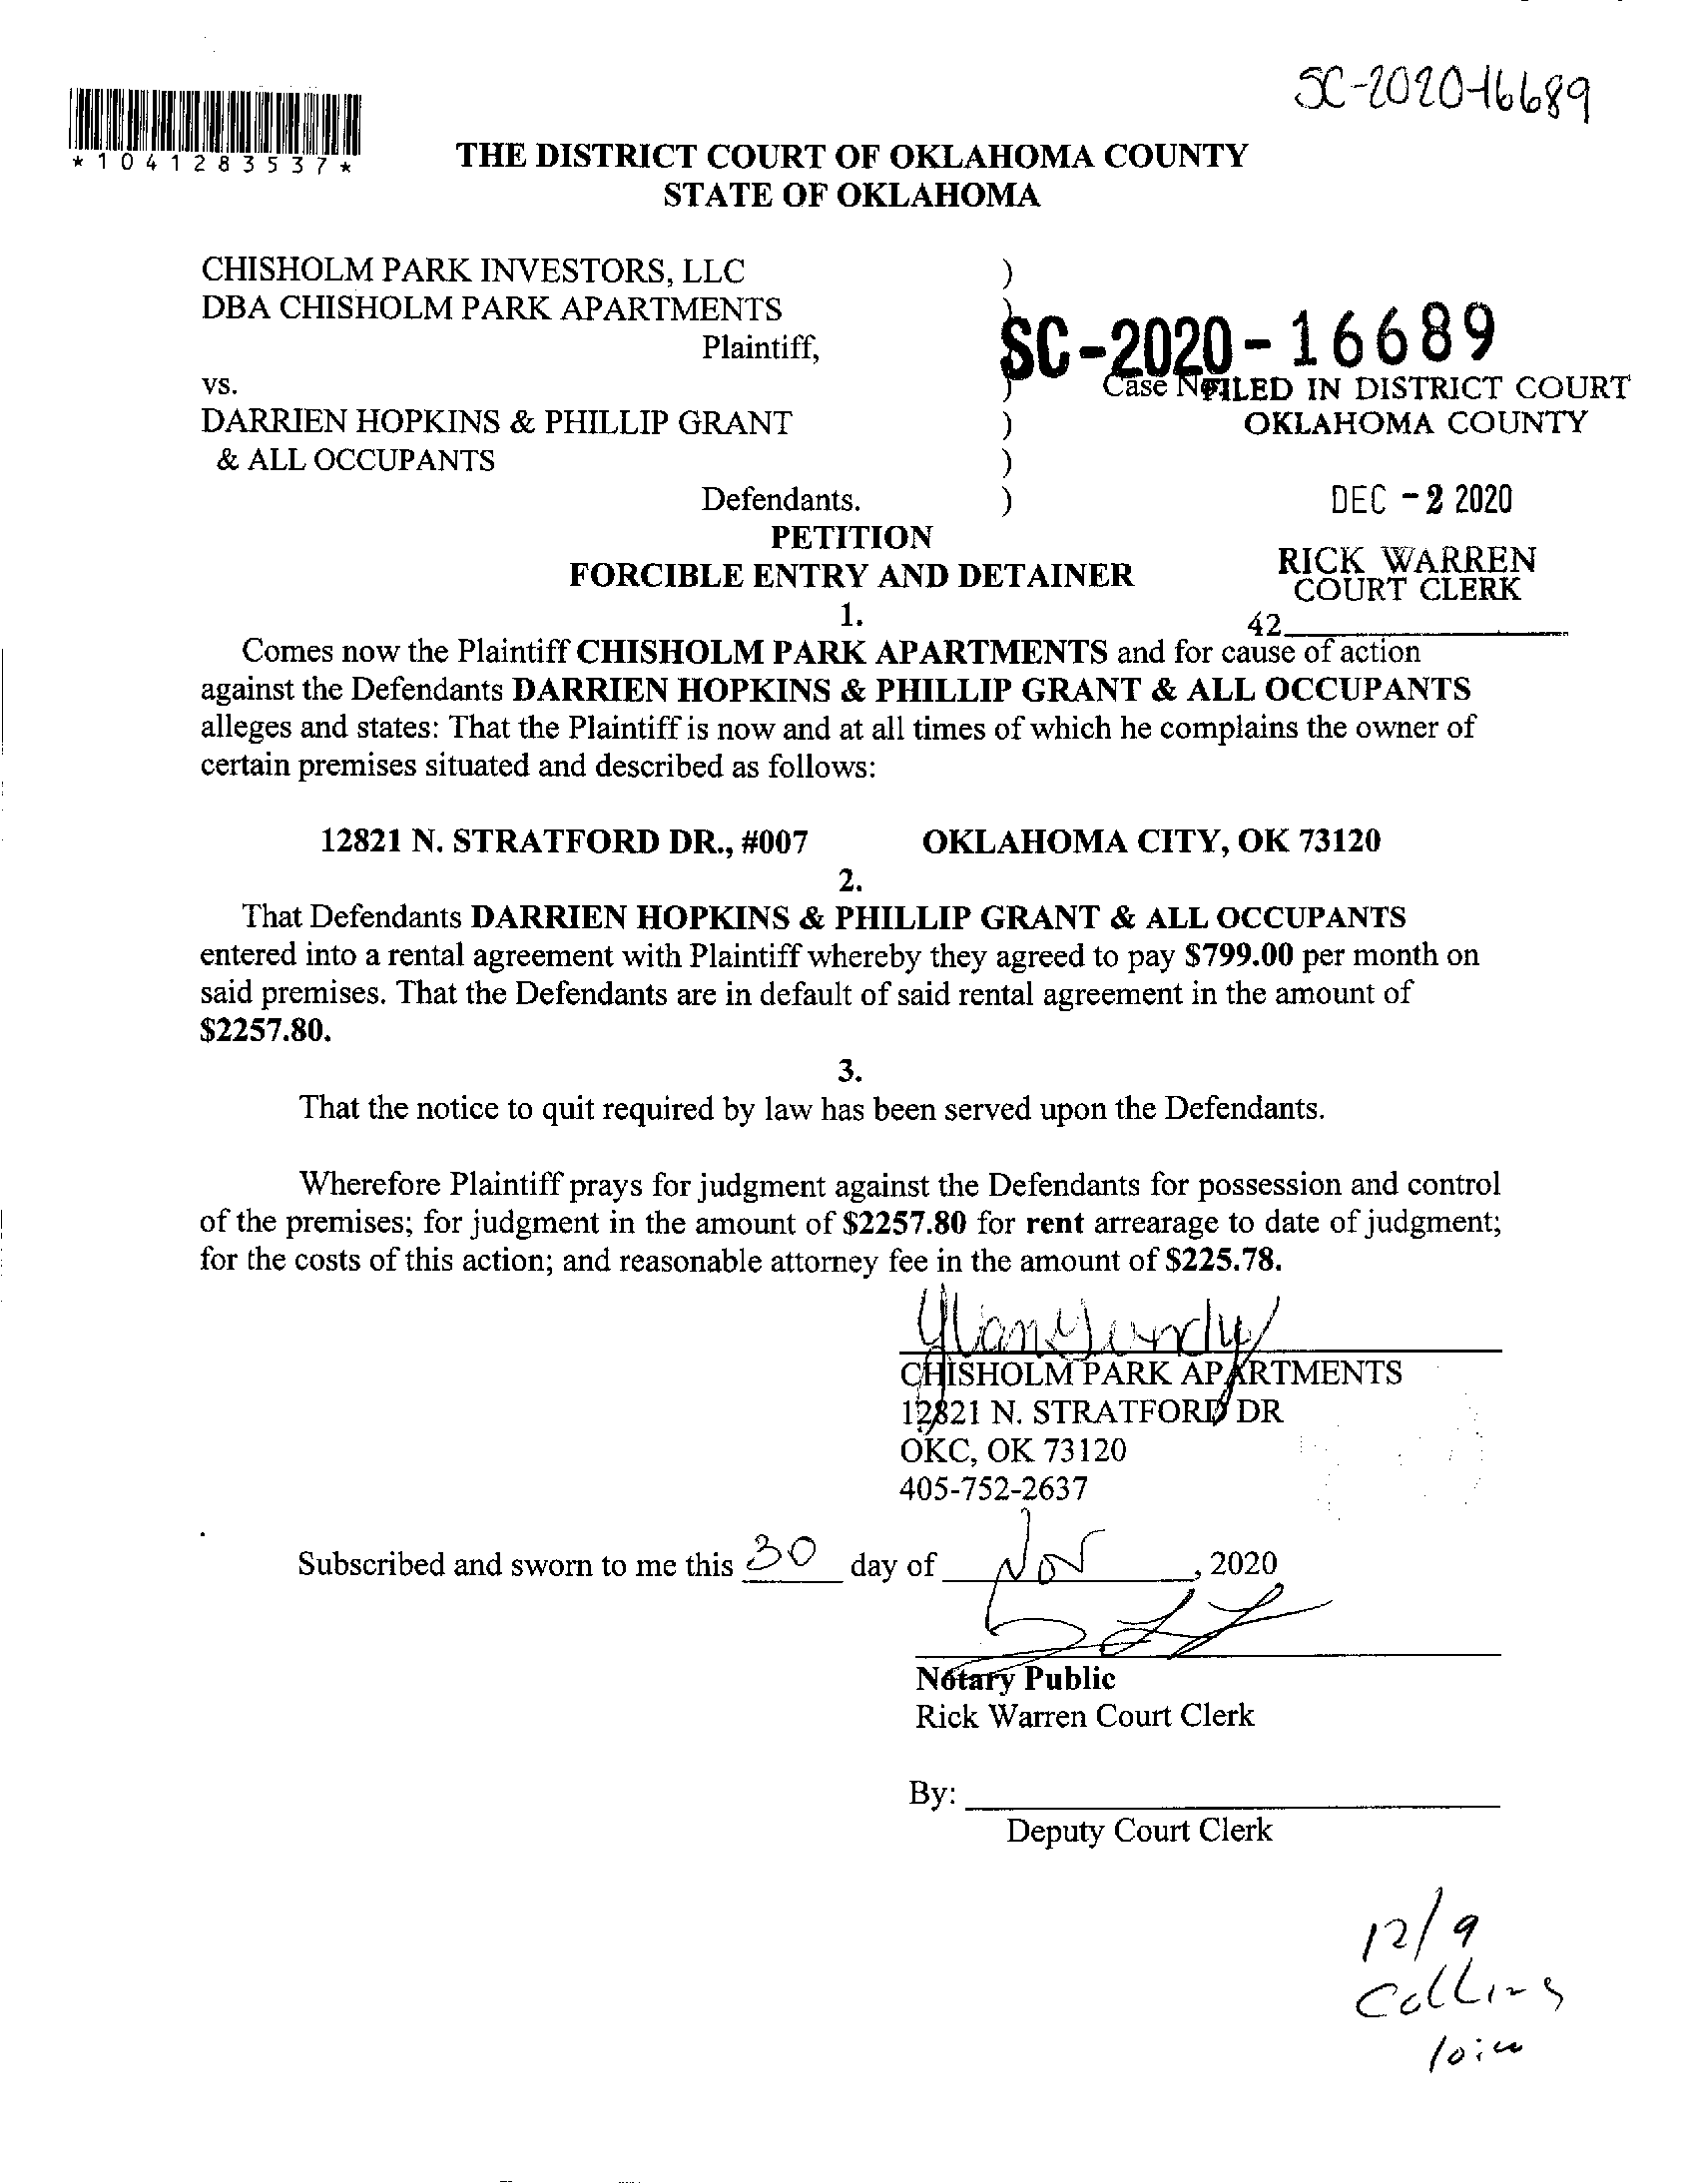 SC-2020-16689
*1041283537*
THE DISTRICT COURT OF OKLAHOMA COUNTY
STATE OF OKLAHOMA
CHISHOLM PARK INVESTORS, LLC )
DBA CHISHOLM PARK APARTMENTS )
Plaintiff, )
SC-2020-16689
vs. ) Case No.
FILED IN DISTRICT COURT
DARRIEN HOPKINS & PHILLIP GRANT )
OKLAHOMA COUNTY
& ALL OCCUPANTS )
Defendants. )
DEC -2 2020
PETITION
RICK WARREN
FORCIBLE ENTRY AND DETAINER
COURT CLERK
1.
42
Comes now the Plaintiff CHISHOLM PARK APARTMENTS and for cause of action
against the Defendants DARRIEN HOPKINS & PHILLIP GRANT & ALL OCCUPANTS
alleges and states: That the Plaintiff is now and at all times of which he complains the owner of
certain premises situated and described as follows:
12821 N. STRATFORD DR., #007 OKLAHOMA CITY, OK 73120
2.
That Defendants DARRIEN HOPKINS & PHILLIP GRANT & ALL OCCUPANTS
entered into a rental agreement with Plaintiff whereby they agreed to pay $799.00 per month on
said premises. That the Defendants are in default of said rental agreement in the amount of
$2257.80.
3.
That the notice to quit required by law has been served upon the Defendants.
Wherefore Plaintiff prays for judgment against the Defendants for possession and control
of the premises; for judgment in the amount of $2257.80 for rent arrearage to date of judgment;
for the costs of this action; and reasonable attorney fee in the amount of $225.78.
CHISHOLM PARK APARTMENTS
12821 N. STRATFORD DR
OKC, OK 73120
405-752-2637
Subscribed and sworn to me this 30 day of Nov, 2020
Notary Public
Rick Warren Court Clerk
By:
Deputy Court Clerk
12/9
Collins